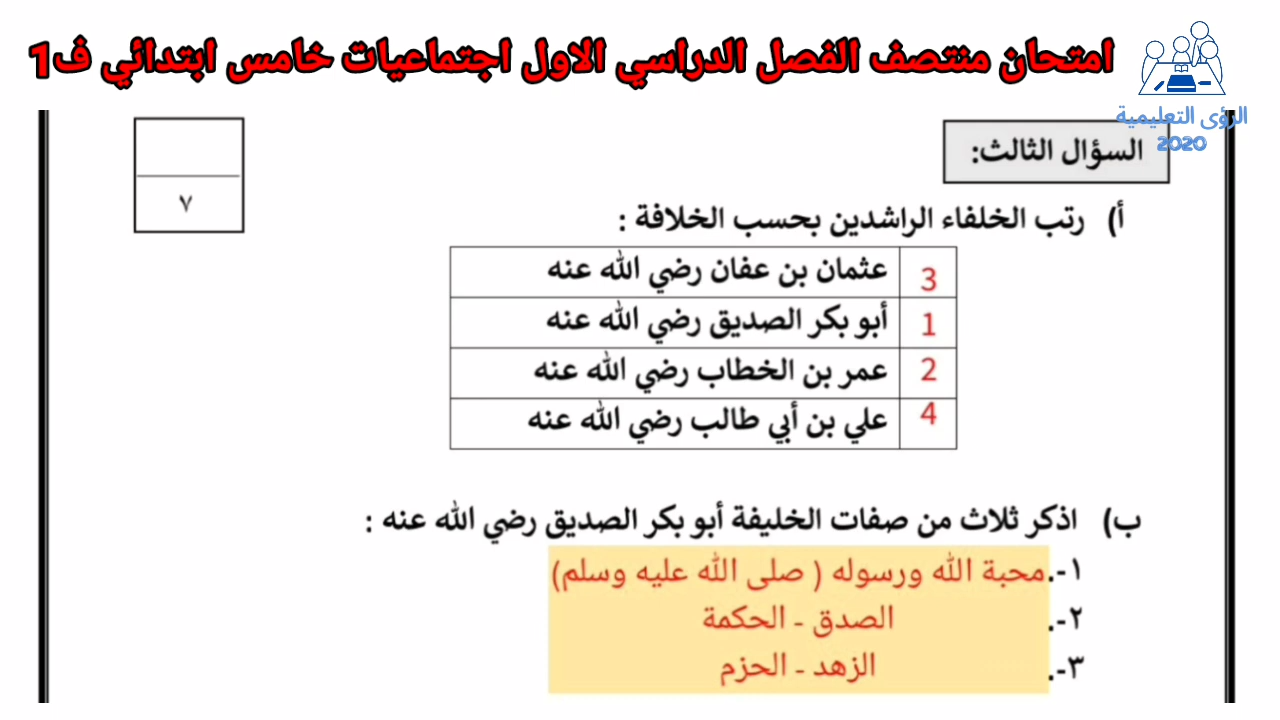 امتحان منتصف الفصل الدراسي الاول اجتماعيات خامس ابتدائي ف1
الرؤى التعليمية
2020
السؤال الثالث:
٧
أ) رتب الخلفاء الراشدين بحسب الخلافة :
3 عثمان بن عفان رضي الله عنه
1 أبو بكر الصديق رضي الله عنه
2 عمر بن الخطاب رضي الله عنه
4 علي بن أبي طالب رضي الله عنه
ب) اذكر ثلاث من صفات الخليفة أبو بكر الصديق رضي الله عنه :
١-.محبة الله ورسوله ( صلى الله عليه وسلم)
٢-. الصدق - الحكمة
٣-. الزهد - الحزم